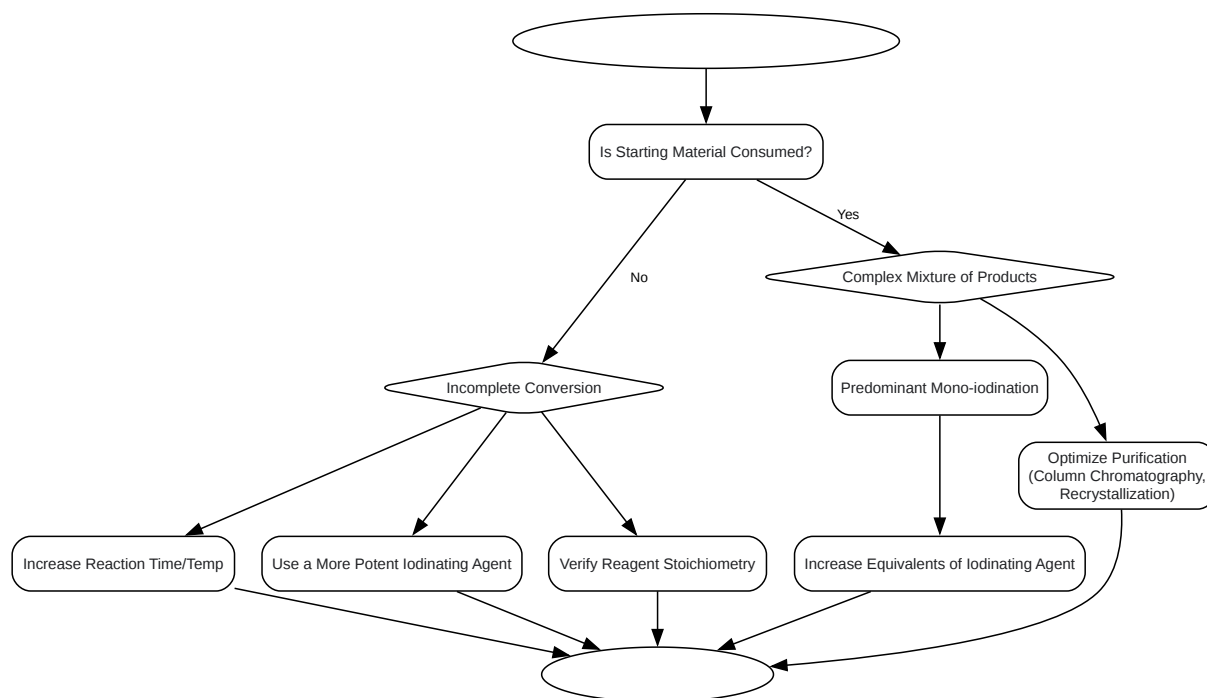 Is Starting Material Consumed?
Yes
No
Complex Mixture of Products
Incomplete Conversion
Predominant Mono-iodination
Optimize Purification
(Column Chromatography,
Recrystallization)
Increase Reaction Time/Temp
Use a More Potent Iodinating Agent
Verify Reagent Stoichiometry
Increase Equivalents of Iodinating Agent